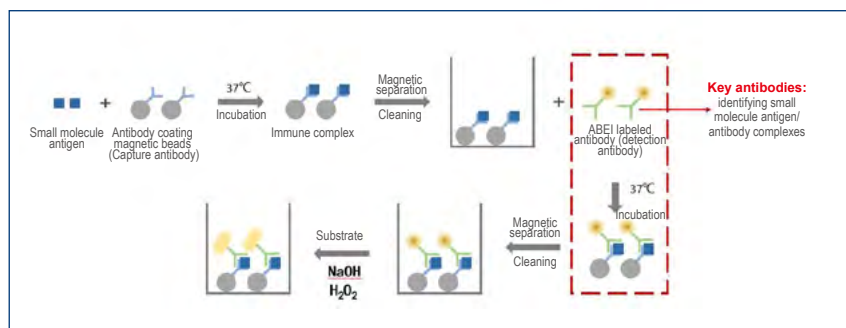 Small molecule
antigen
+
Antibody coating
magnetic beads
(Capture antibody)
37℃
Incubation
Immune complex
Magnetic
separation
Cleaning
+
ABEI labeled
antibody (detection
antibody)
Key antibodies:
identifying small
molecule antigen/
antibody complexes
37℃
Incubation
Magnetic
separation
Cleaning
Substrate
NaOH
H₂O₂